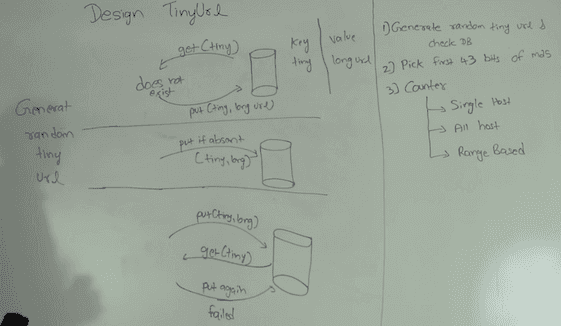 Design TinyUrl
get(tiny)
does not
exist
put(tiny, long url)
Key
tiny
value
long url
Generat
random
tiny
url
put if absant
(tiny, long)
put(tiny, long)
get(tiny)
put again
failed
1) Generate random tiny url &
check DB
2) Pick first 43 bits of md5
3) Counter
Single Host
All host
Range Based